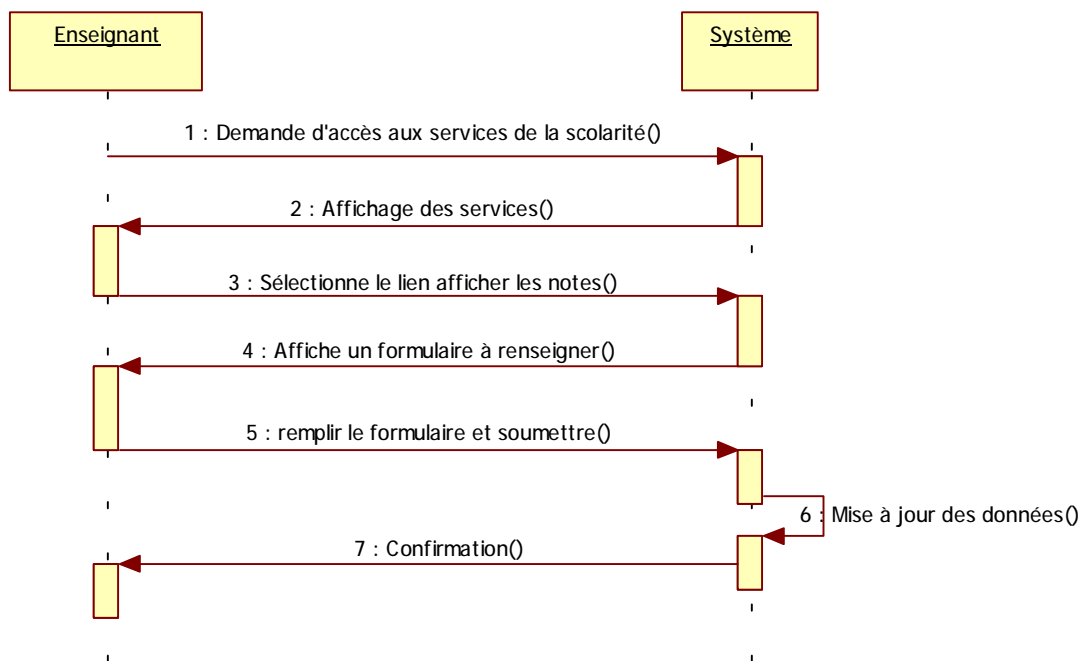 Enseignant
Système
1 : Demande d'accès aux services de la scolarité()
2 : Affichage des services()
3 : Sélectionne le lien afficher les notes()
4 : Affiche un formulaire à renseigner()
5 : remplir le formulaire et soumettre()
6 : Mise à jour des données()
7 : Confirmation()